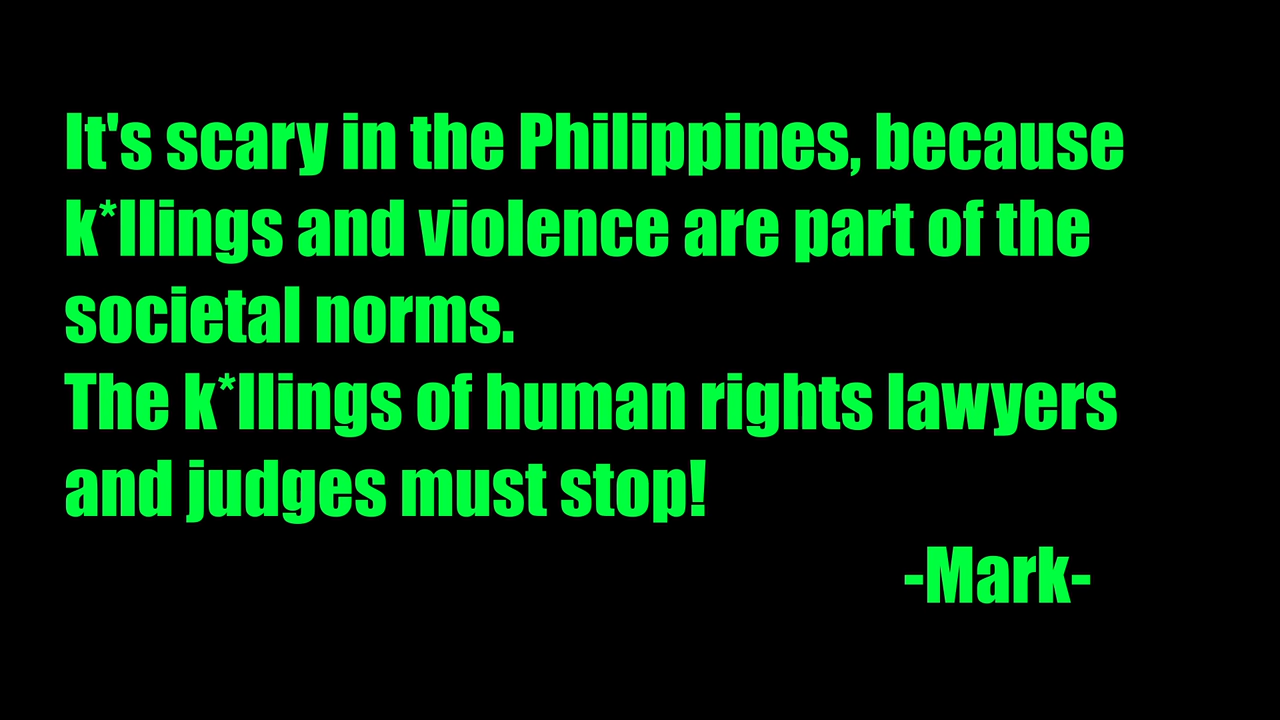 It's scary in the Philippines, because
k*llings and violence are part of the
societal norms.
The k*llings of human rights lawyers
and judges must stop!
-Mark-